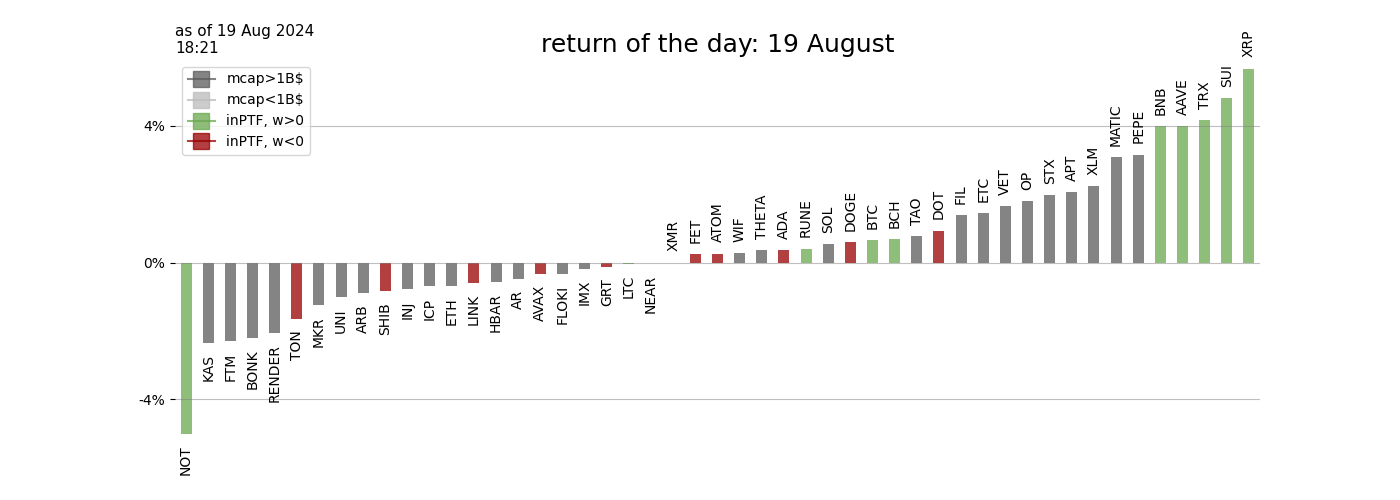 as of 19 Aug 2024
18:21
return of the day: 19 August
mcap>1B$
mcap<1B$
inPTF, w>0
inPTF, w<0
4%
0%
-4%
NOT
KAS
FTM
BONK
RENDER
TON
MKR
UNI
ARB
SHIB
INJ
ICP
ETH
LINK
HBAR
AR
AVAX
FLOKI
IMX
GRT
LTC
NEAR
XMR
FET
ATOM
WIF
THETA
ADA
RUNE
SOL
DOGE
BTC
BCH
TAO
DOT
FIL
ETC
VET
OP
STX
APT
XLM
MATIC
PEPE
BNB
AAVE
TRX
SUI
XRP